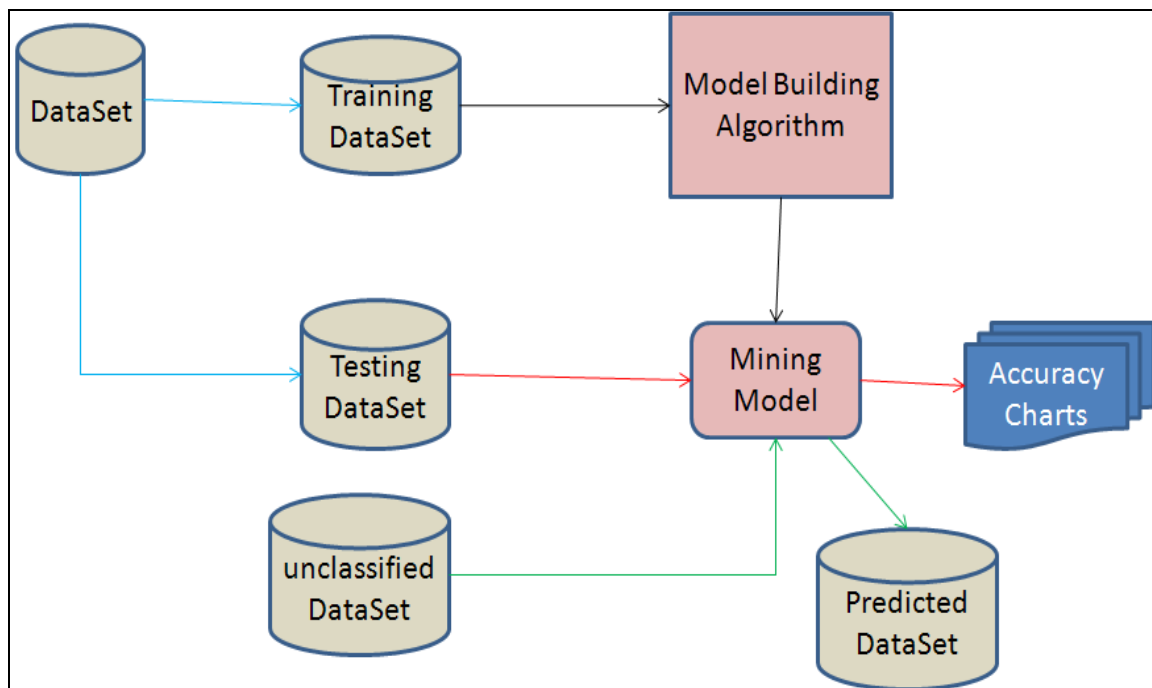 DataSet
Training
DataSet
Model Building
Algorithm
Testing
DataSet
Mining
Model
Accuracy
Charts
unclassified
DataSet
Predicted
DataSet